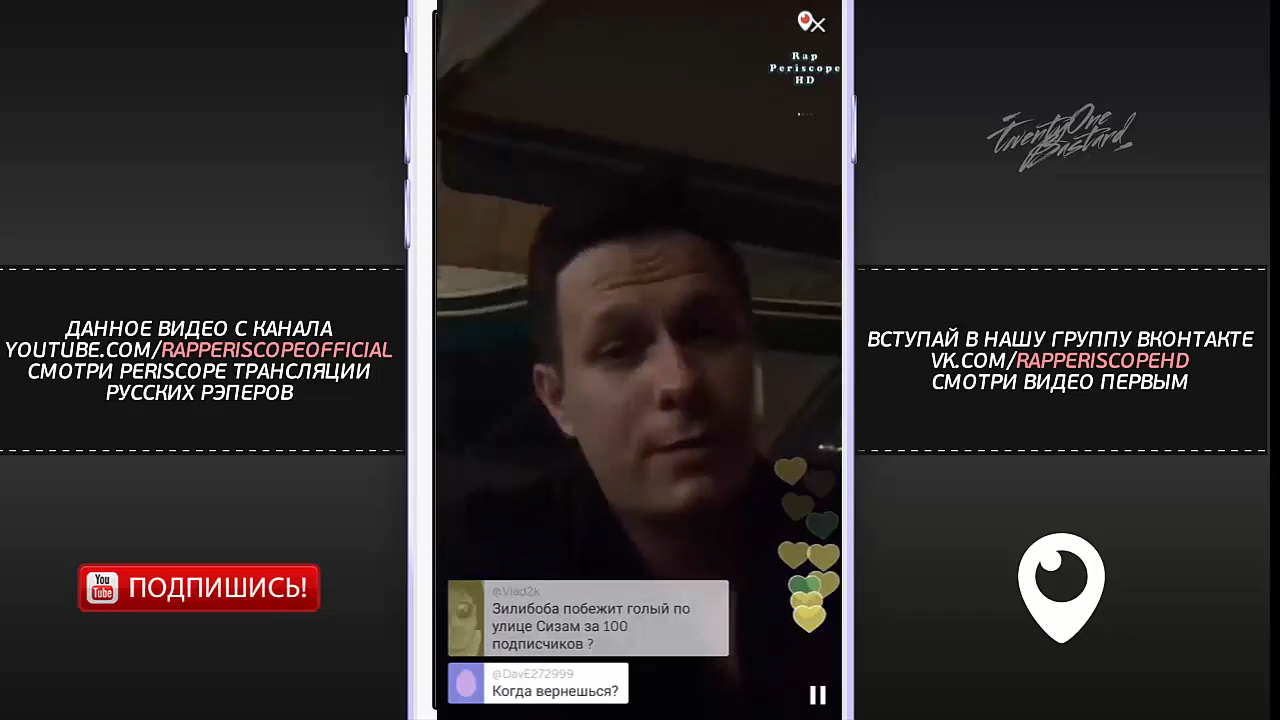 Rap
Periscope
HD
TwentyOne
Bastard
ДАННОЕ ВИДЕО С КАНАЛА
YOUTUBE.COM/RAPPERISCOPEOFFICIAL
СМОТРИ PERISCOPE ТРАНСЛЯЦИИ
РУССКИХ РЭПЕРОВ
ВСТУПАЙ В НАШУ ГРУППУ ВКОНТАКТЕ
VK.COM/RAPPERISCOPEHD
СМОТРИ ВИДЕО ПЕРВЫМ
You
Tube
ПОДПИШИСЬ!
@Vlad2k
Зилибоба побежит голый по
улице Сизам за 100
подписчиков ?
@DavE272999
Когда вернешься?